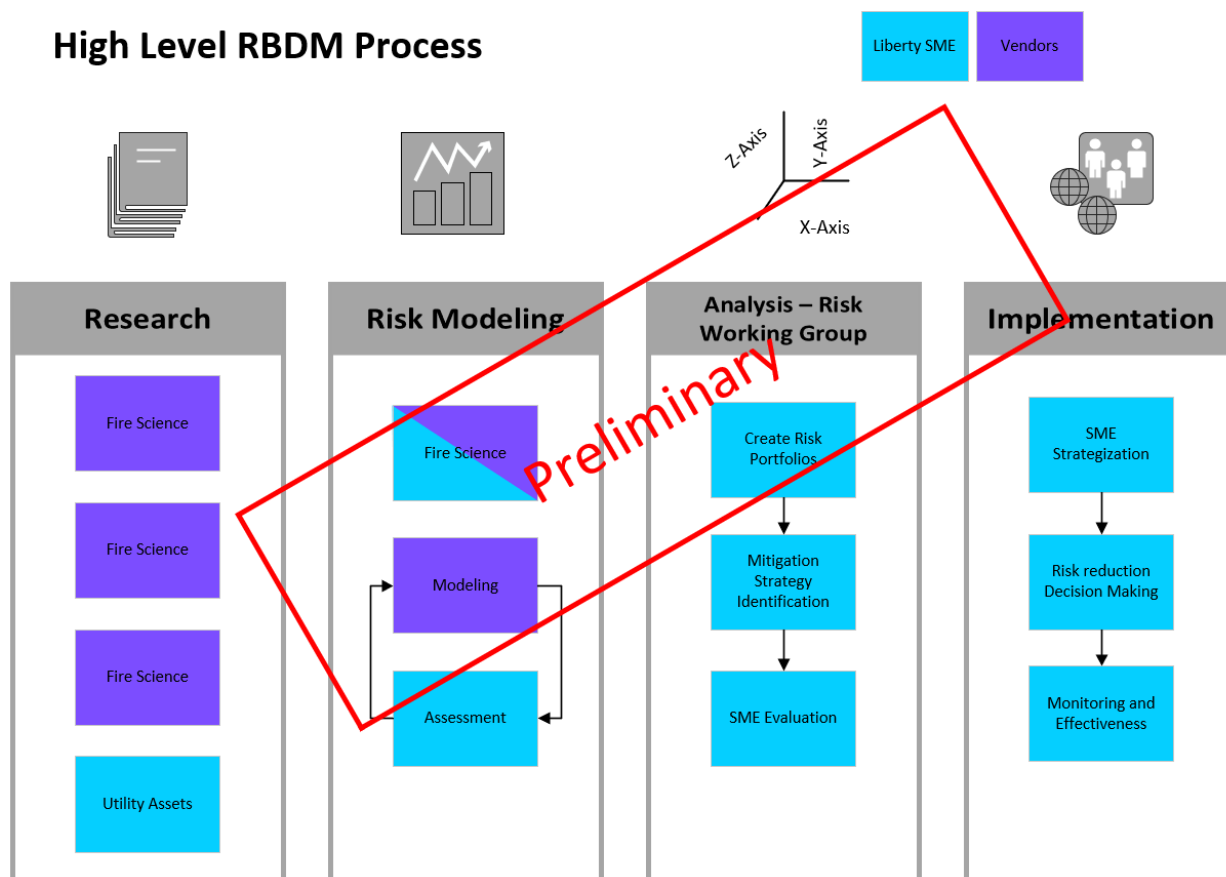 High Level RBDM Process
Liberty SME
Vendors
Z-Axis
Y-Axis
X-Axis
Research
Fire Science
Fire Science
Fire Science
Utility Assets
Risk Modeling
Fire Science
Modeling
Assessment
Analysis – Risk
Working Group
Create Risk
Portfolios
Mitigation
Strategy
Identification
SME Evaluation
Implementation
SME
Strategization
Risk reduction
Decision Making
Monitoring and
Effectiveness
Preliminary